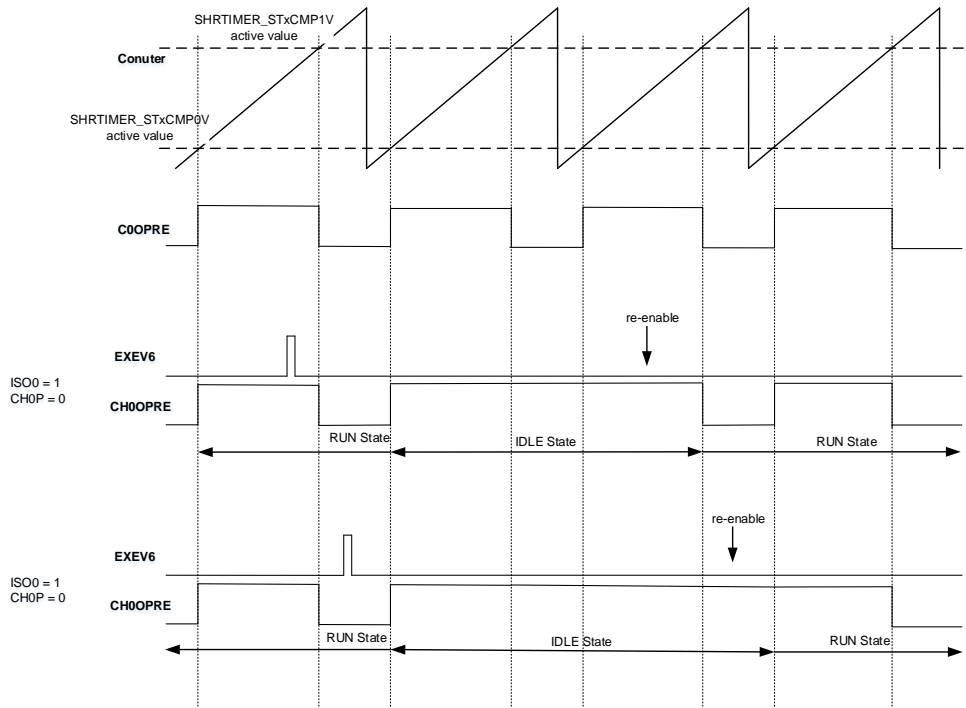 SHRTIMER_STxCMP1V
active value
Conuter
SHRTIMER_STxCMP0V
active value
C0OPRE
re-enable
EXEV6
ISO0 = 1
CH0P = 0
CH0OPRE
RUN State
IDLE State
RUN State
re-enable
EXEV6
ISO0 = 1
CH0P = 0
CH0OPRE
RUN State
IDLE State
RUN State